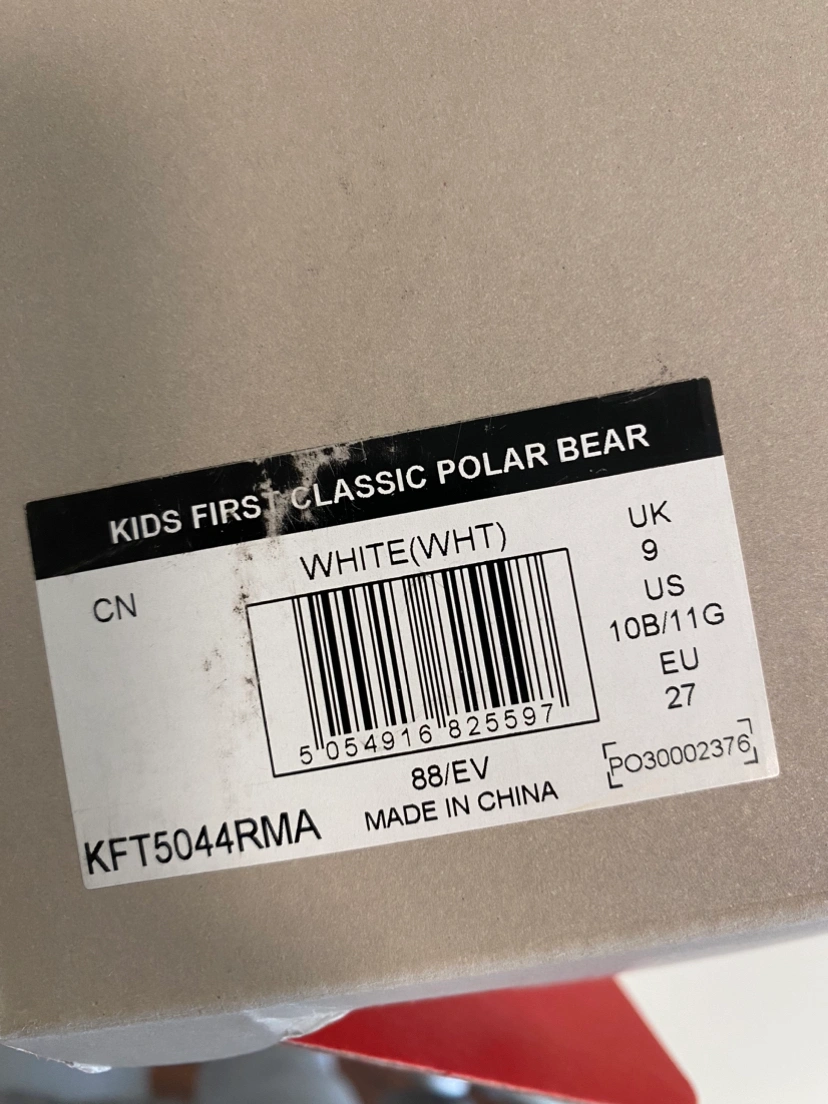 KIDS FIRST CLASSIC POLAR BEAR
WHITE(WHT)
CN
5 054916 825597
88/EV
MADE IN CHINA
KFT5044RMA
UK
9
US
10B/11G
EU
27
PO30002376